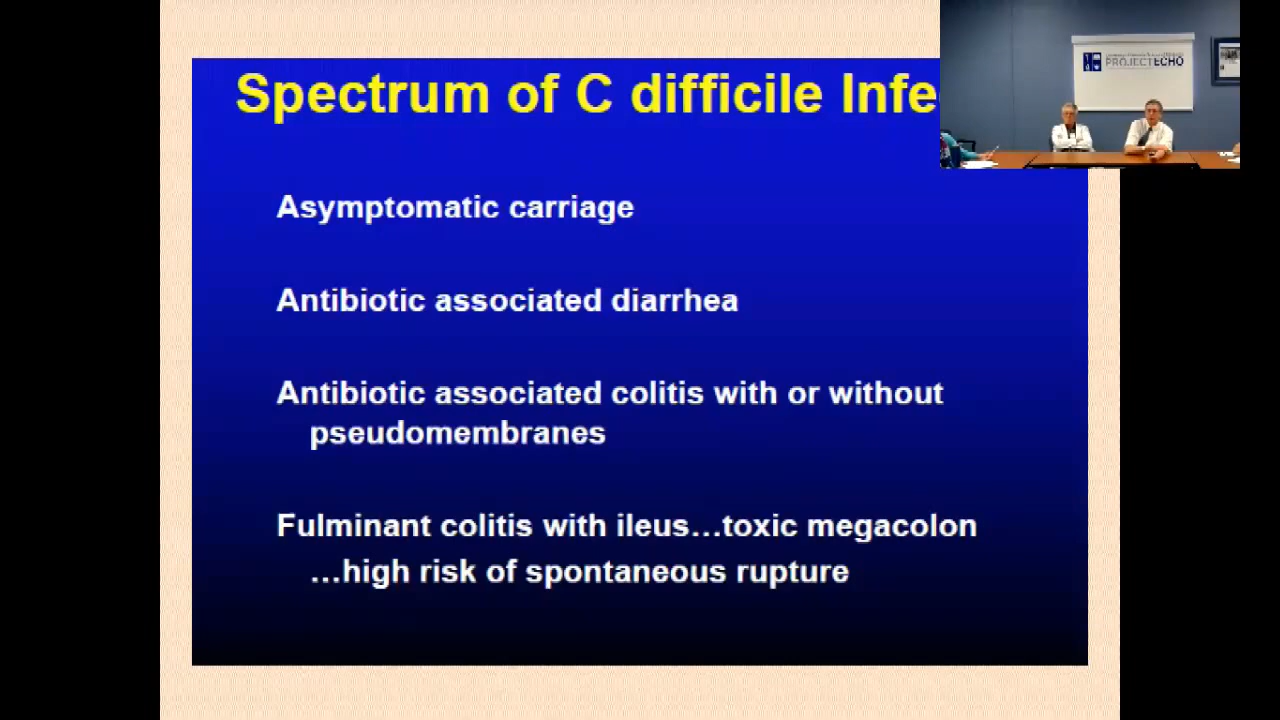 Spectrum of C difficile Infe
PROJECT ECHO
Asymptomatic carriage
Antibiotic associated diarrhea
Antibiotic associated colitis with or without
pseudomembranes
Fulminant colitis with ileus…toxic megacolon
…high risk of spontaneous rupture